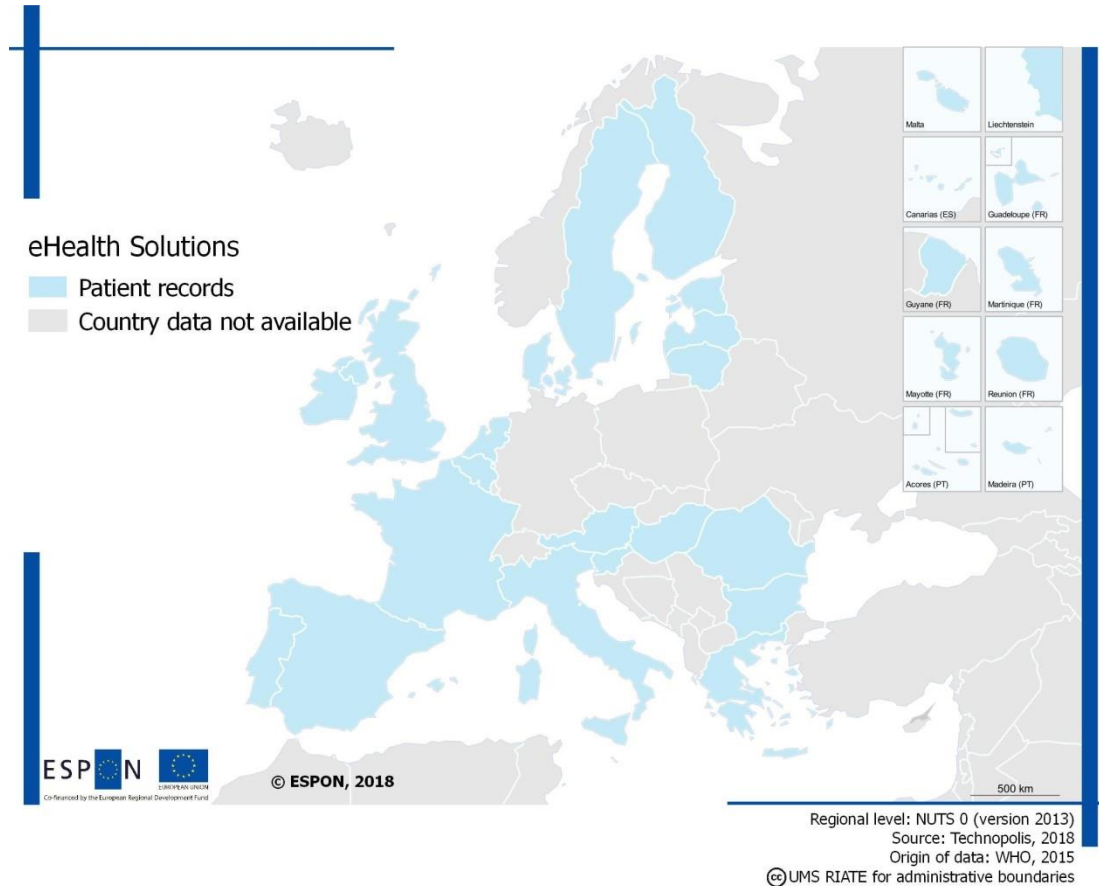 Malta
Liechtenstein
Canarias (ES)
Guadeloupe (FR)
Guyane (FR)
Martinique (FR)
Mayotte (FR)
Reunion (FR)
Acores (PT)
Madeira (PT)
eHealth Solutions
Patient records
Country data not available
ESPON
EUROPEAN UNION
Co-financed by the European Regional Development Fund
© ESPON, 2018
500 km
Regional level: NUTS 0 (version 2013)
Source: Technopolis, 2018
Origin of data: WHO, 2015
cc UMS RIATE for administrative boundaries